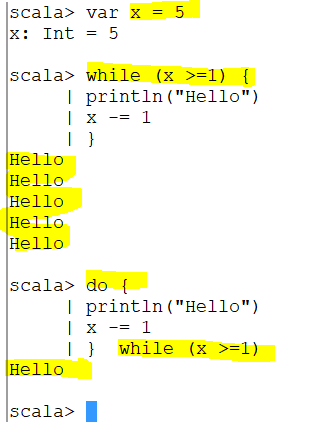 scala> var x = 5
x: Int = 5
scala> while (x >=1) {
| println("Hello")
| x -= 1
| }
Hello
Hello
Hello
Hello
Hello
scala> do {
| println("Hello")
| x -= 1
| }  while (x >=1)
Hello
scala>